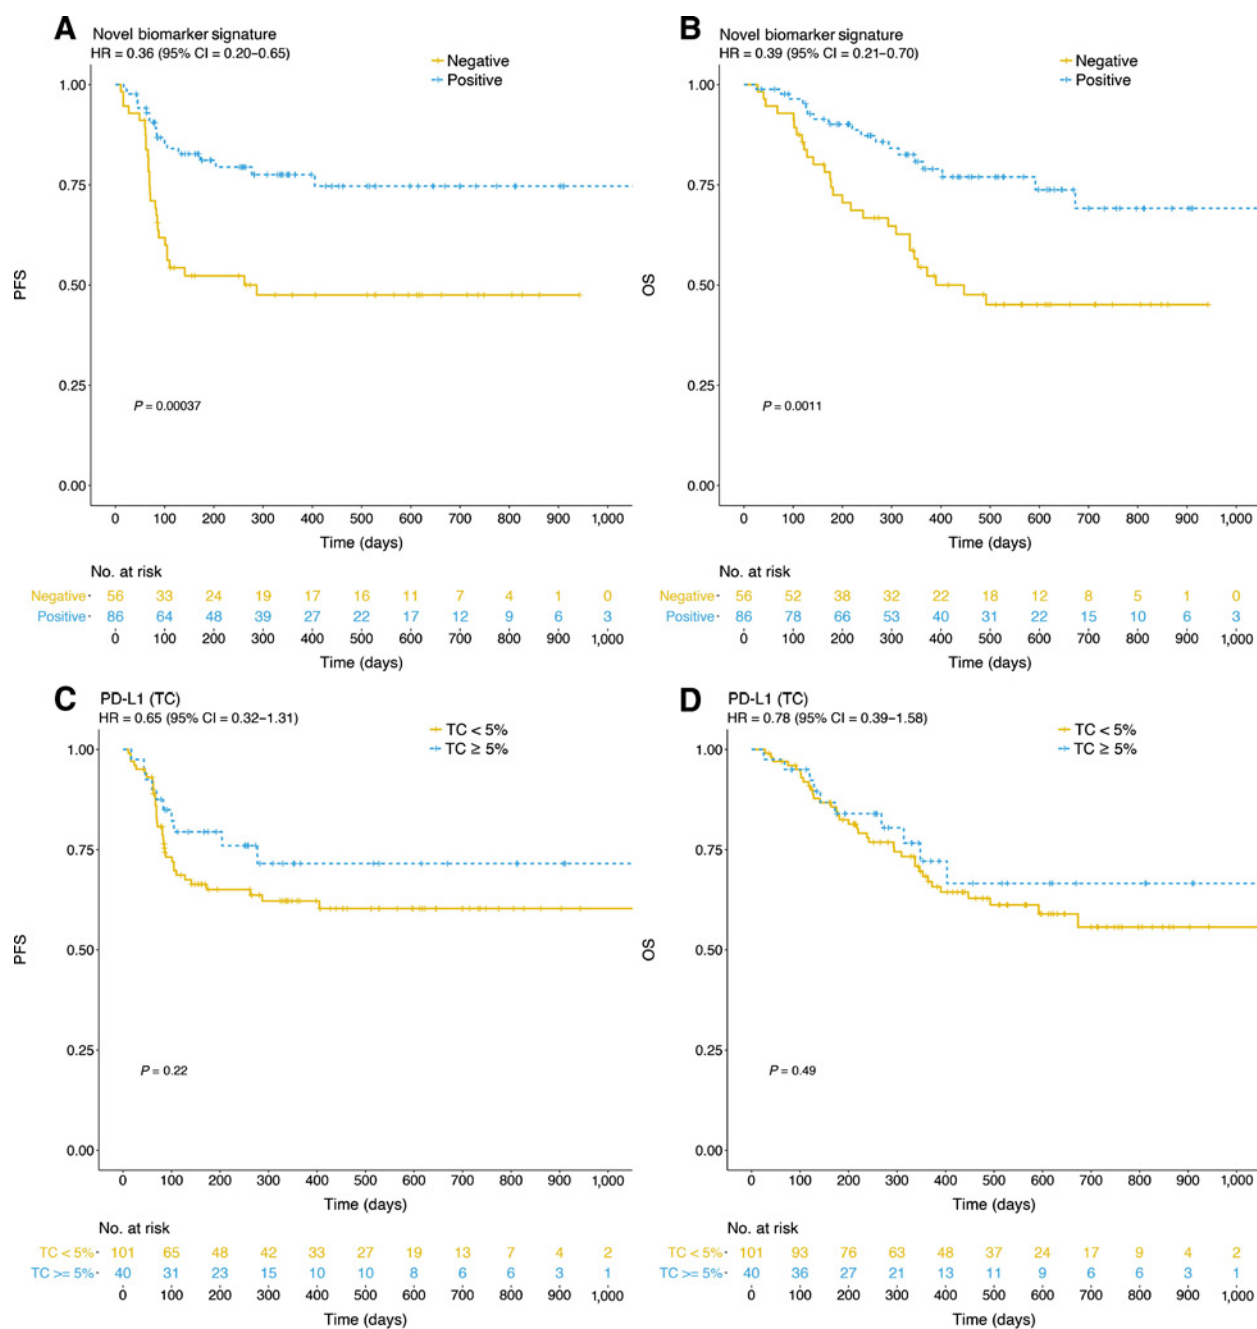 A
Novel biomarker signature
HR = 0.36 (95% CI = 0.20–0.65)
Negative
Positive
1.00
0.75
0.50
0.25
0.00
PFS
P = 0.00037
0 100 200 300 400 500 600 700 800 900 1,000
Time (days)
No. at risk
Negative 56 33 24 19 17 16 11 7 4 1 0
Positive 86 64 48 39 27 22 17 12 9 6 3
0 100 200 300 400 500 600 700 800 900 1,000
Time (days)
B
Novel biomarker signature
HR = 0.39 (95% CI = 0.21–0.70)
Negative
Positive
1.00
0.75
0.50
0.25
0.00
OS
P = 0.0011
0 100 200 300 400 500 600 700 800 900 1,000
Time (days)
No. at risk
Negative 56 52 38 32 22 18 12 8 5 1 0
Positive 86 78 66 53 40 31 22 15 10 6 3
0 100 200 300 400 500 600 700 800 900 1,000
Time (days)
C
PD-L1 (TC)
HR = 0.65 (95% CI = 0.32–1.31)
TC < 5%
TC ≥ 5%
1.00
0.75
0.50
0.25
0.00
PFS
P = 0.22
0 100 200 300 400 500 600 700 800 900 1,000
Time (days)
No. at risk
TC < 5% 101 65 48 42 33 27 19 13 7 4 2
TC >= 5% 40 31 23 15 10 10 8 6 6 3 1
0 100 200 300 400 500 600 700 800 900 1,000
Time (days)
D
PD-L1 (TC)
HR = 0.78 (95% CI = 0.39–1.58)
TC < 5%
TC ≥ 5%
1.00
0.75
0.50
0.25
0.00
OS
P = 0.49
0 100 200 300 400 500 600 700 800 900 1,000
Time (days)
No. at risk
TC < 5% 101 93 76 63 48 37 24 17 9 4 2
TC >= 5% 40 36 27 21 13 11 9 6 6 3 1
0 100 200 300 400 500 600 700 800 900 1,000
Time (days)